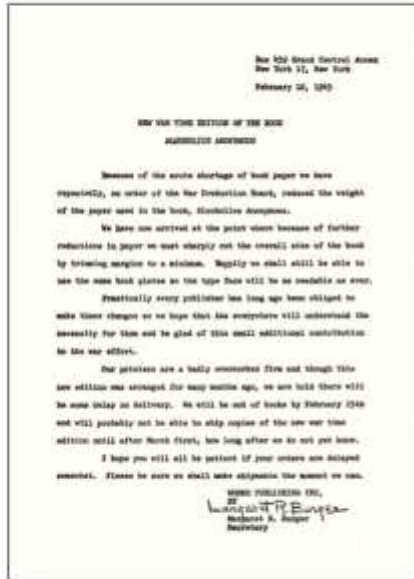 Box 459 Grand Central Annex
New York 17, New York
February 12, 1945
NEW WAR TIME EDITION OF THE BOOK
ALCOHOLICS ANONYMOUS
Because of the acute shortage of book paper we have
repeatedly, on order of the War Production Board, reduced the weight
of the paper used in the book, Alcoholics Anonymous.
We have now arrived at the point where because of further
reductions in paper we must sharply cut the overall size of the book
by trimming margins to a minimum. Happily we shall still be able to
use the same book plates so the type face will be as readable as ever.
Practically every publisher has long ago been obliged to
make these changes so we hope that AAs everywhere will understand the
necessity for them and be glad of this small additional contribution
to the war effort.
Our printers are a badly overworked firm and though this
new edition was arranged for many months ago, we are told there will
be some delay on delivery. We will be out of books by February 15th
and will probably not be able to ship copies of the new war time
edition until after March first, how long after we do not yet know.
I hope you will all be patient if your orders are delayed
somewhat. Please be sure we shall make shipments the moment we can.
WORKS PUBLISHING INC.
BY
Margaret R. Burger
Margaret R. Burger
Secretary